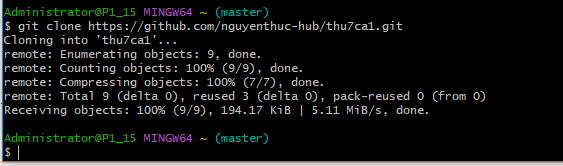 Administrator@P1_15 MINGW64 ~ (master)
$ git clone https://github.com/nguyenthuc-hub/thu7ca1.git
Cloning into 'thu7ca1'...
remote: Enumerating objects: 9, done.
remote: Counting objects: 100% (9/9), done.
remote: Compressing objects: 100% (7/7), done.
remote: Total 9 (delta 0), reused 3 (delta 0), pack-reused 0 (from 0)
Receiving objects: 100% (9/9), 194.17 KiB | 5.11 MiB/s, done.
Administrator@P1_15 MINGW64 ~ (master)
$